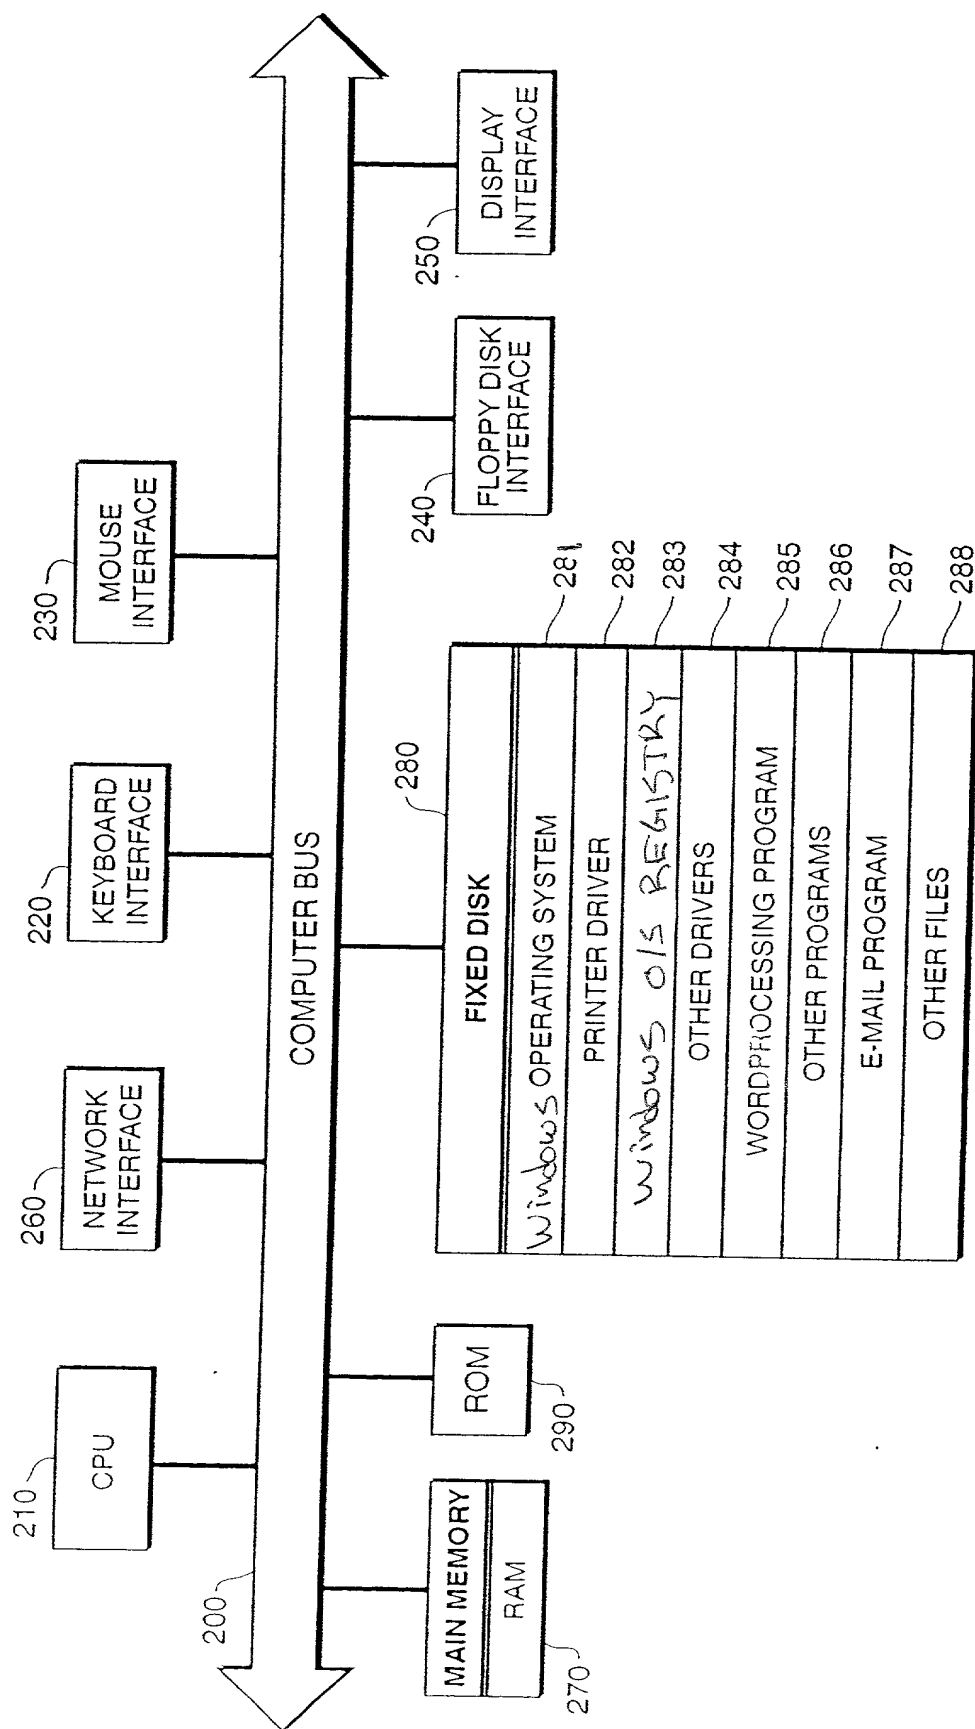 210
CPU
260
NETWORK
INTERFACE
220
KEYBOARD
INTERFACE
230
MOUSE
INTERFACE
200
COMPUTER BUS
MAIN MEMORY
RAM
270
ROM
290
280
FIXED DISK
Windows OPERATING SYSTEM
281
PRINTER DRIVER
282
Windows O/S REGISTRY
283
OTHER DRIVERS
284
WORDPROCESSING PROGRAM
285
OTHER PROGRAMS
286
E-MAIL PROGRAM
287
OTHER FILES
288
240
FLOPPY DISK
INTERFACE
250
DISPLAY
INTERFACE